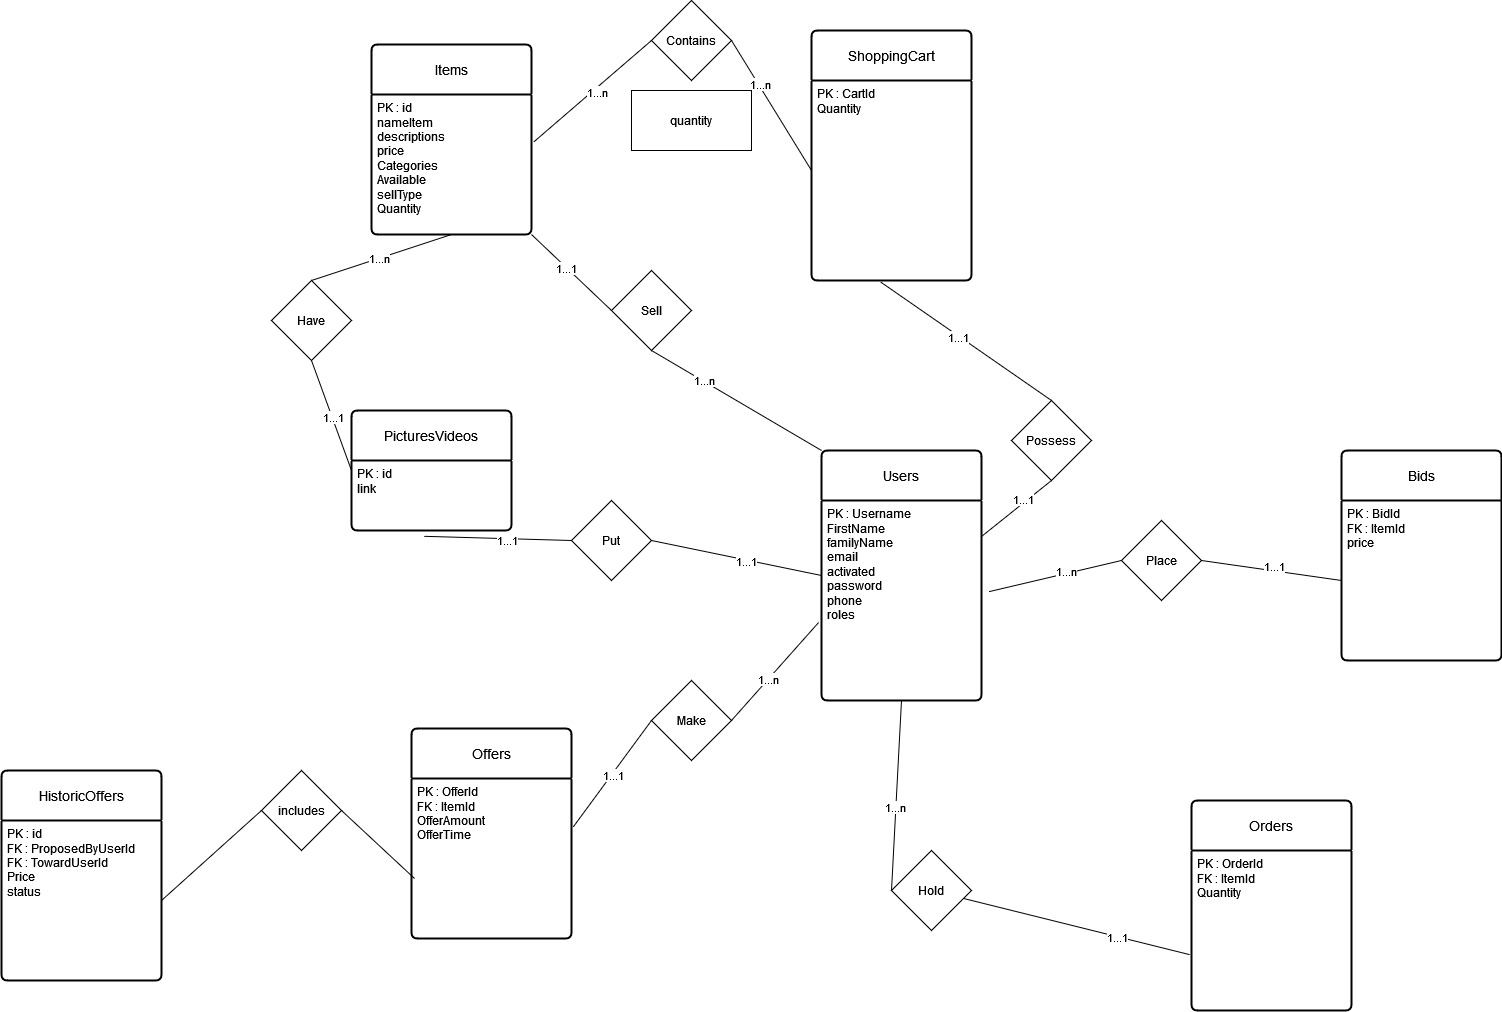 Items
PK : id
nameItem
descriptions
price
Categories
Available
sellType
Quantity
Contains
1...n
1...n
quantity
ShoppingCart
PK : CartId
Quantity
1...n
Have
1...1
1...1
Sell
1...n
1...1
Possess
1...1
PicturesVideos
PK : id
link
1...1
Put
1...1
Users
PK : Username
FirstName
familyName
email
activated
password
phone
roles
1...n
Place
1...1
Bids
PK : BidId
FK : ItemId
price
1...n
Make
1...1
Offers
PK : OfferId
FK : ItemId
OfferAmount
OfferTime
includes
HistoricOffers
PK : id
FK : ProposedByUserId
FK : TowardUserId
Price
status
1...n
Hold
1...1
Orders
PK : OrderId
FK : ItemId
Quantity